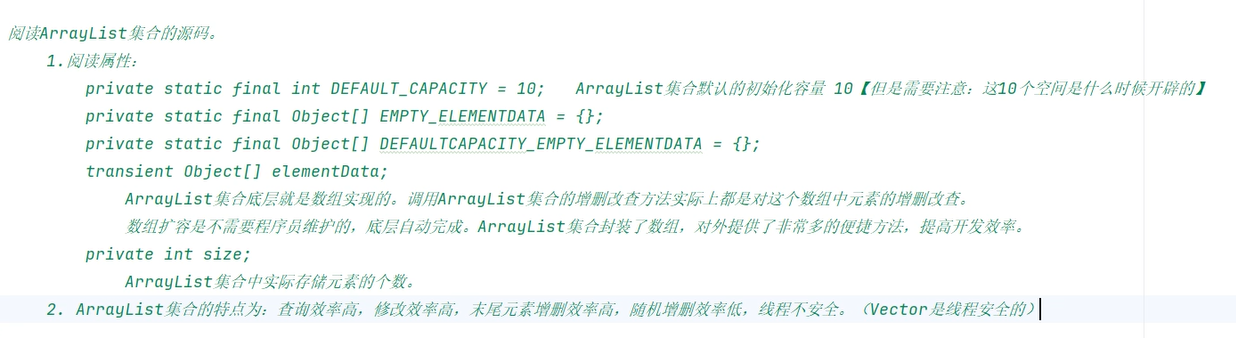 阅读ArrayList集合的源码。
1.阅读属性：
private static final int DEFAULT_CAPACITY = 10;   ArrayList集合默认的初始化容量 10【但是需要注意：这10个空间是什么时候开辟的】
private static final Object[] EMPTY_ELEMENTDATA = {};
private static final Object[] DEFAULTCAPACITY_EMPTY_ELEMENTDATA = {};
transient Object[] elementData;
ArrayList集合底层就是数组实现的。调用ArrayList集合的增删改查方法实际上都是对这个数组中元素的增删改查。
数组扩容是不需要程序员维护的，底层自动完成。ArrayList集合封装了数组，对外提供了非常多的便捷方法，提高开发效率。
private int size;
ArrayList集合中实际存储元素的个数。
2. ArrayList集合的特点为：查询效率高，修改效率高，末尾元素增删效率高，随机增删效率低，线程不安全。（Vector是线程安全的）